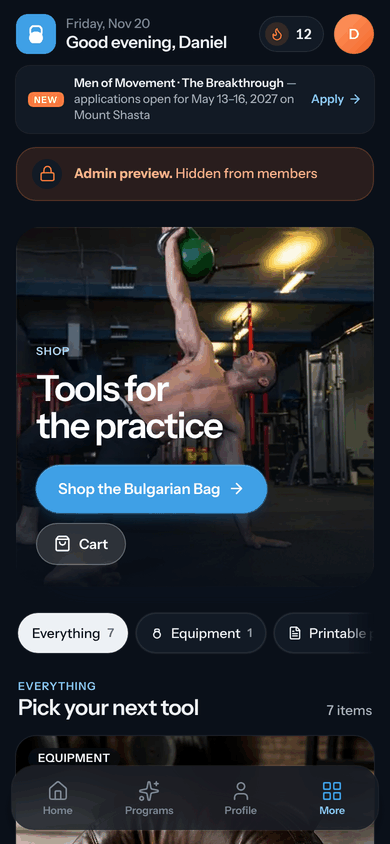 Friday, Nov 20
Good evening, Daniel
12
D
NEW
Men of Movement · The Breakthrough —
applications open for May 13–16, 2027 on
Mount Shasta
Apply
Admin preview. Hidden from members
SHOP
Tools for
the practice
Shop the Bulgarian Bag
Cart
Everything 7
Equipment 1
Printable
EVERYTHING
Pick your next tool
7 items
EQUIPMENT
Home
Programs
Profile
More